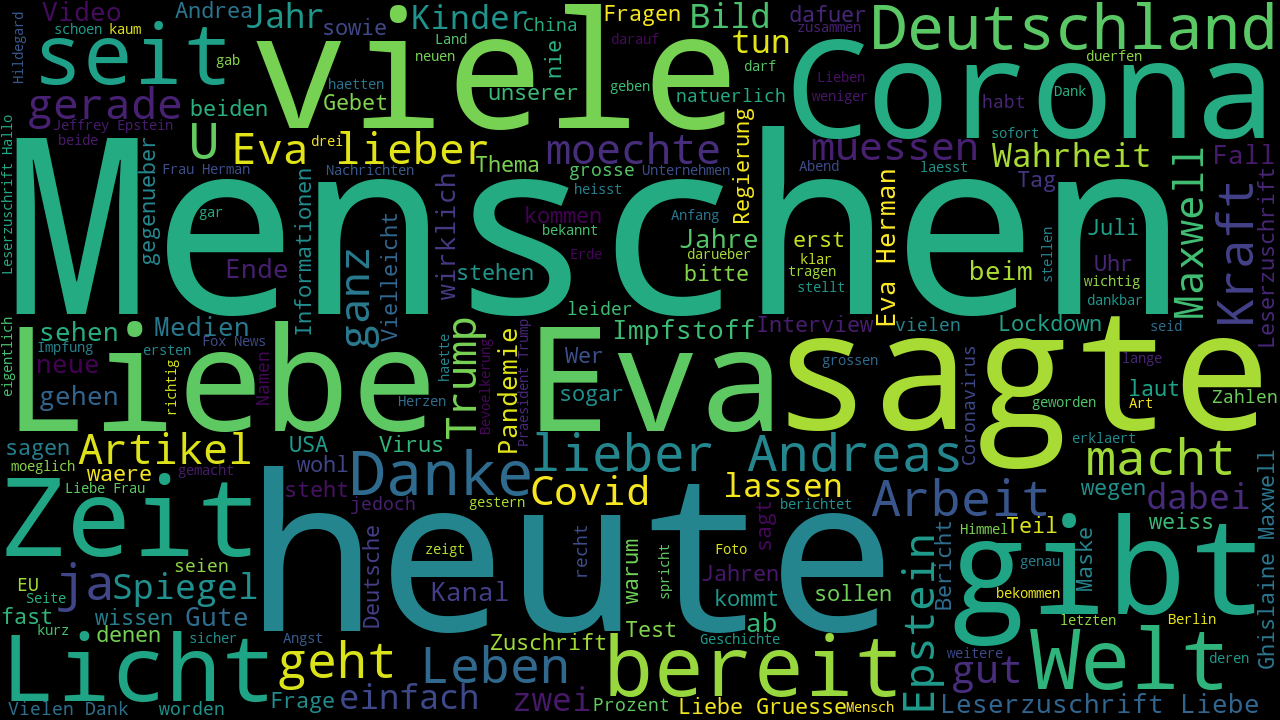 Video
Andrea
Jahr
Kinder
China
Fragen
Bild
dafuer
zusammen
Deutschland
schoen
kaum
sowie
Hildegard
seit
gab
viele
Land
neuen
nie
darauf
tun
darf
duerfen
Corona
haetten
Gebet
unserer
geben
natuerlich
Lieben
weniger
habt
Dank
gerade
beiden
Jeffrey Epstein
beide
Leserzuschrift Hallo
U
Eva
drei
lieber
Thema
moechte
grosse
Regierung
muessen
sofort
Wahrheit
Fall
gegenueber
Frau Herman
Nachrichten
heisst
Unternehmen
Abend
laesst
Tag
Menschen
gar
Informationen
wirklich
kommen
bekannt
Anfang
Jahre
darueber
bitte
erst
klar
tragen
stellt
Eva Herman
beim
stellen
Juli
Uhr
wichtig
dankbar
Maxwell
Kraft
Leserzuschrift
Ende
ganz
Vielleicht
stehen
Erde
leider
eigentlich
sehen
Impfung
Medien
ersten
Fox News
Trump
haette
Pandemie
Impfstoff
Interview
vielen
Lockdown
seid
neue
gehen
Liebe
richtig
Namen
Herzen
Bevoelkerung
Praesident Trump
Eva
Wer
sogar
sagte
grossen
Coronavirus
geworden
lange
laut
Art
Zahlen
sagen
moeglich
Artikel
waere
gemacht
Liebe Frau
USA
Virus
wohl
steht
jedoch
Danke
gestern
lieber Andreas
Covid
lassen
berichtet
erklaert
macht
wegen
dabei
Arbeit
Zeit
heute
seien
EU
Seite
ja
Spiegel
fast
kurz
wissen
Gute
denen
sicher
Angst
Deutsche
zeigt
Kanal
recht
warum
spricht
Foto
sagt
Jahren
kommt
sollen
Epstein
Bericht
Himmel
Teil
genau
bekommen
Maske
gibt
weiss
Ghislaine Maxwell
letzten
Berlin
deren
Licht
geht
Leben
Zuschrift
Test
Geschichte
ab
bereit
weitere
gut
Welt
Vielen Dank
worden
Frage
einfach
zwei
Prozent
Liebe Gruesse
Mensch
Leserzuschrift Liebe